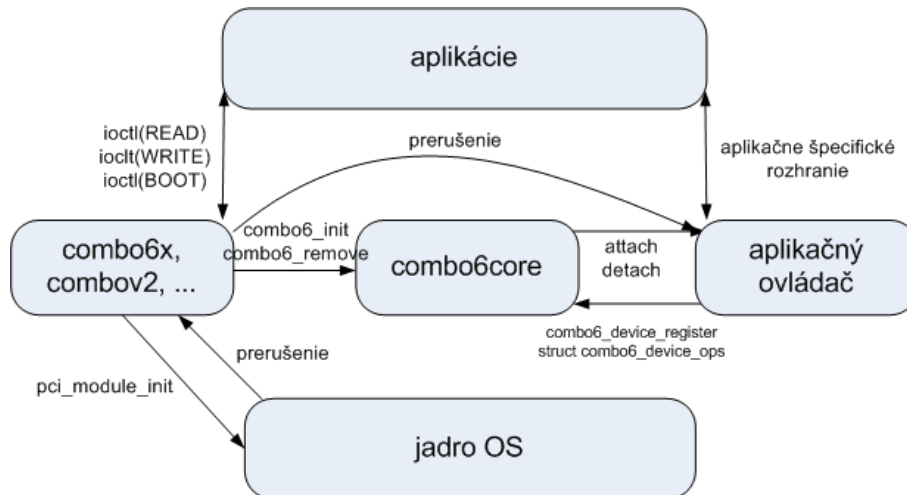 aplikácie
ioctl(READ)
ioclt(WRITE)
ioctl(BOOT)
prerušenie
aplikačne špecifické
rozhranie
combo6x,
combov2, ...
combo6_init
combo6_remove
combo6core
attach
detach
aplikačný
ovládač
combo6_device_register
struct combo6_device_ops
prerušenie
pci_module_init
jadro OS